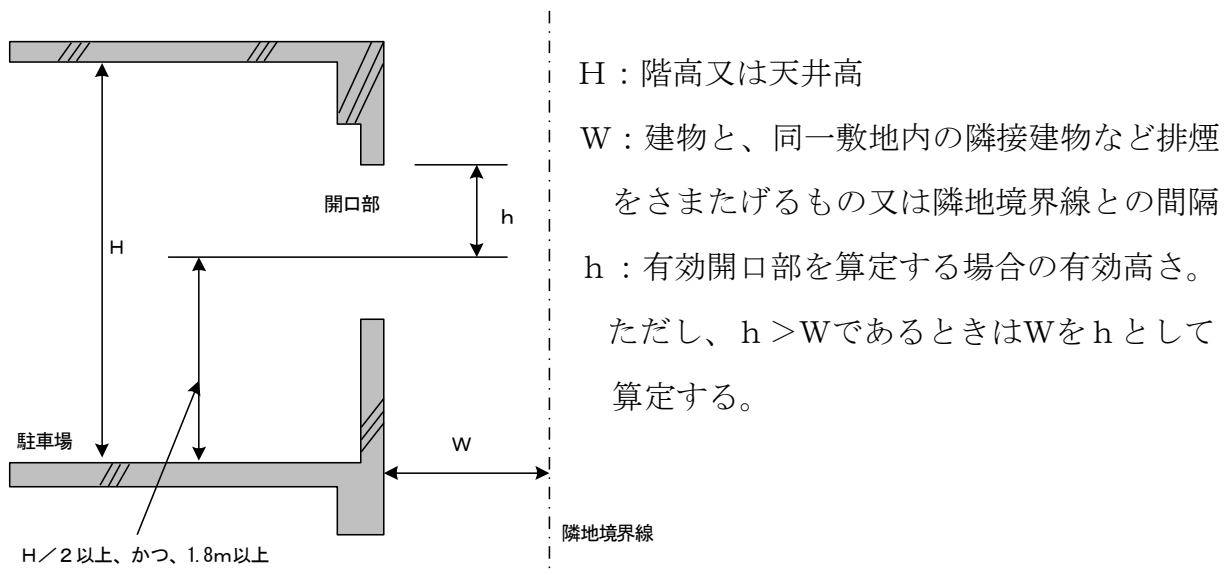 H：階高又は天井高
W：建物と、同一敷地内の隣接建物など排煙
をさまたげるもの又は隣地境界線との間隔
h：有効開口部を算定する場合の有効高さ。
ただし、h＞WであるときはWをhとして
算定する。
開口部
h
H
駐車場
W
隣地境界線
H／2以上、かつ、1.8m以上